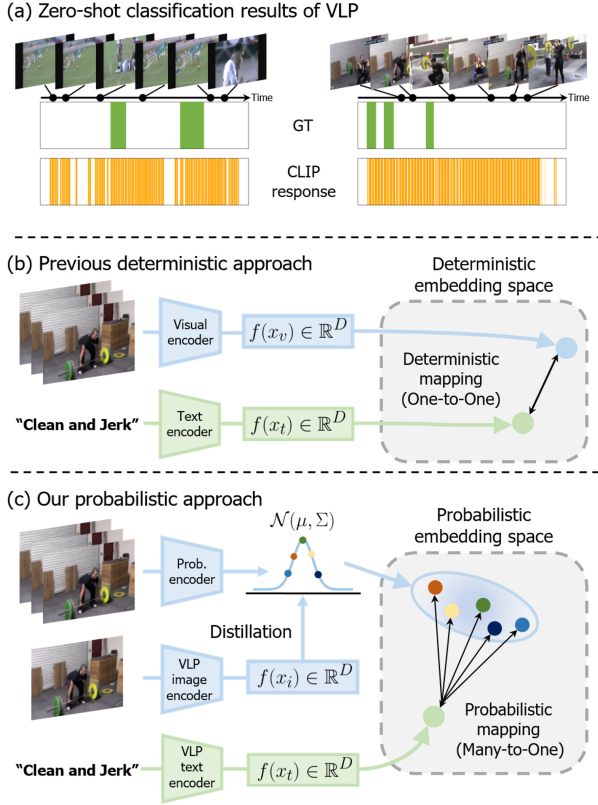 (a) Zero-shot classification results of VLP
Time
Time
GT
CLIP
response
(b) Previous deterministic approach
Deterministic
embedding space
Visual
encoder
f(x_v) ∈ ℝ^D
Deterministic
mapping
(One-to-One)
"Clean and Jerk"
Text
encoder
f(x_t) ∈ ℝ^D
(c) Our probabilistic approach
𝒩(μ, Σ)
Probabilistic
embedding space
Prob.
encoder
Distillation
VLP
image
encoder
f(x_i) ∈ ℝ^D
Probabilistic
mapping
(Many-to-One)
"Clean and Jerk"
VLP
text
encoder
f(x_t) ∈ ℝ^D